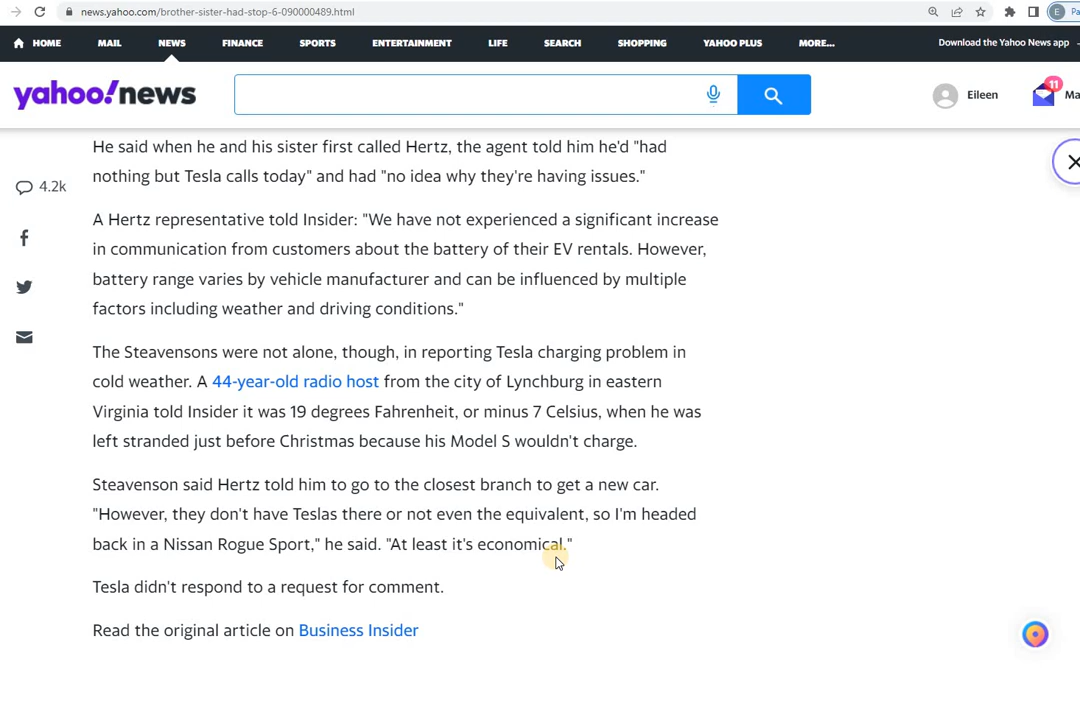 news.yahoo.com/brother-sister-had-stop-6-090000489.html
E
Pa
HOME MAIL NEWS FINANCE SPORTS ENTERTAINMENT LIFE SEARCH SHOPPING YAHOO PLUS MORE... Download the Yahoo News app
yahoo!news
Eileen
11
Ma
He said when he and his sister first called Hertz, the agent told him he'd "had
nothing but Tesla calls today" and had "no idea why they're having issues."
4.2k
A Hertz representative told Insider: "We have not experienced a significant increase
in communication from customers about the battery of their EV rentals. However,
battery range varies by vehicle manufacturer and can be influenced by multiple
factors including weather and driving conditions."
The Steavensons were not alone, though, in reporting Tesla charging problem in
cold weather. A 44-year-old radio host from the city of Lynchburg in eastern
Virginia told Insider it was 19 degrees Fahrenheit, or minus 7 Celsius, when he was
left stranded just before Christmas because his Model S wouldn't charge.
Steavenson said Hertz told him to go to the closest branch to get a new car.
"However, they don't have Teslas there or not even the equivalent, so I'm headed
back in a Nissan Rogue Sport," he said. "At least it's economical."
Tesla didn't respond to a request for comment.
Read the original article on Business Insider